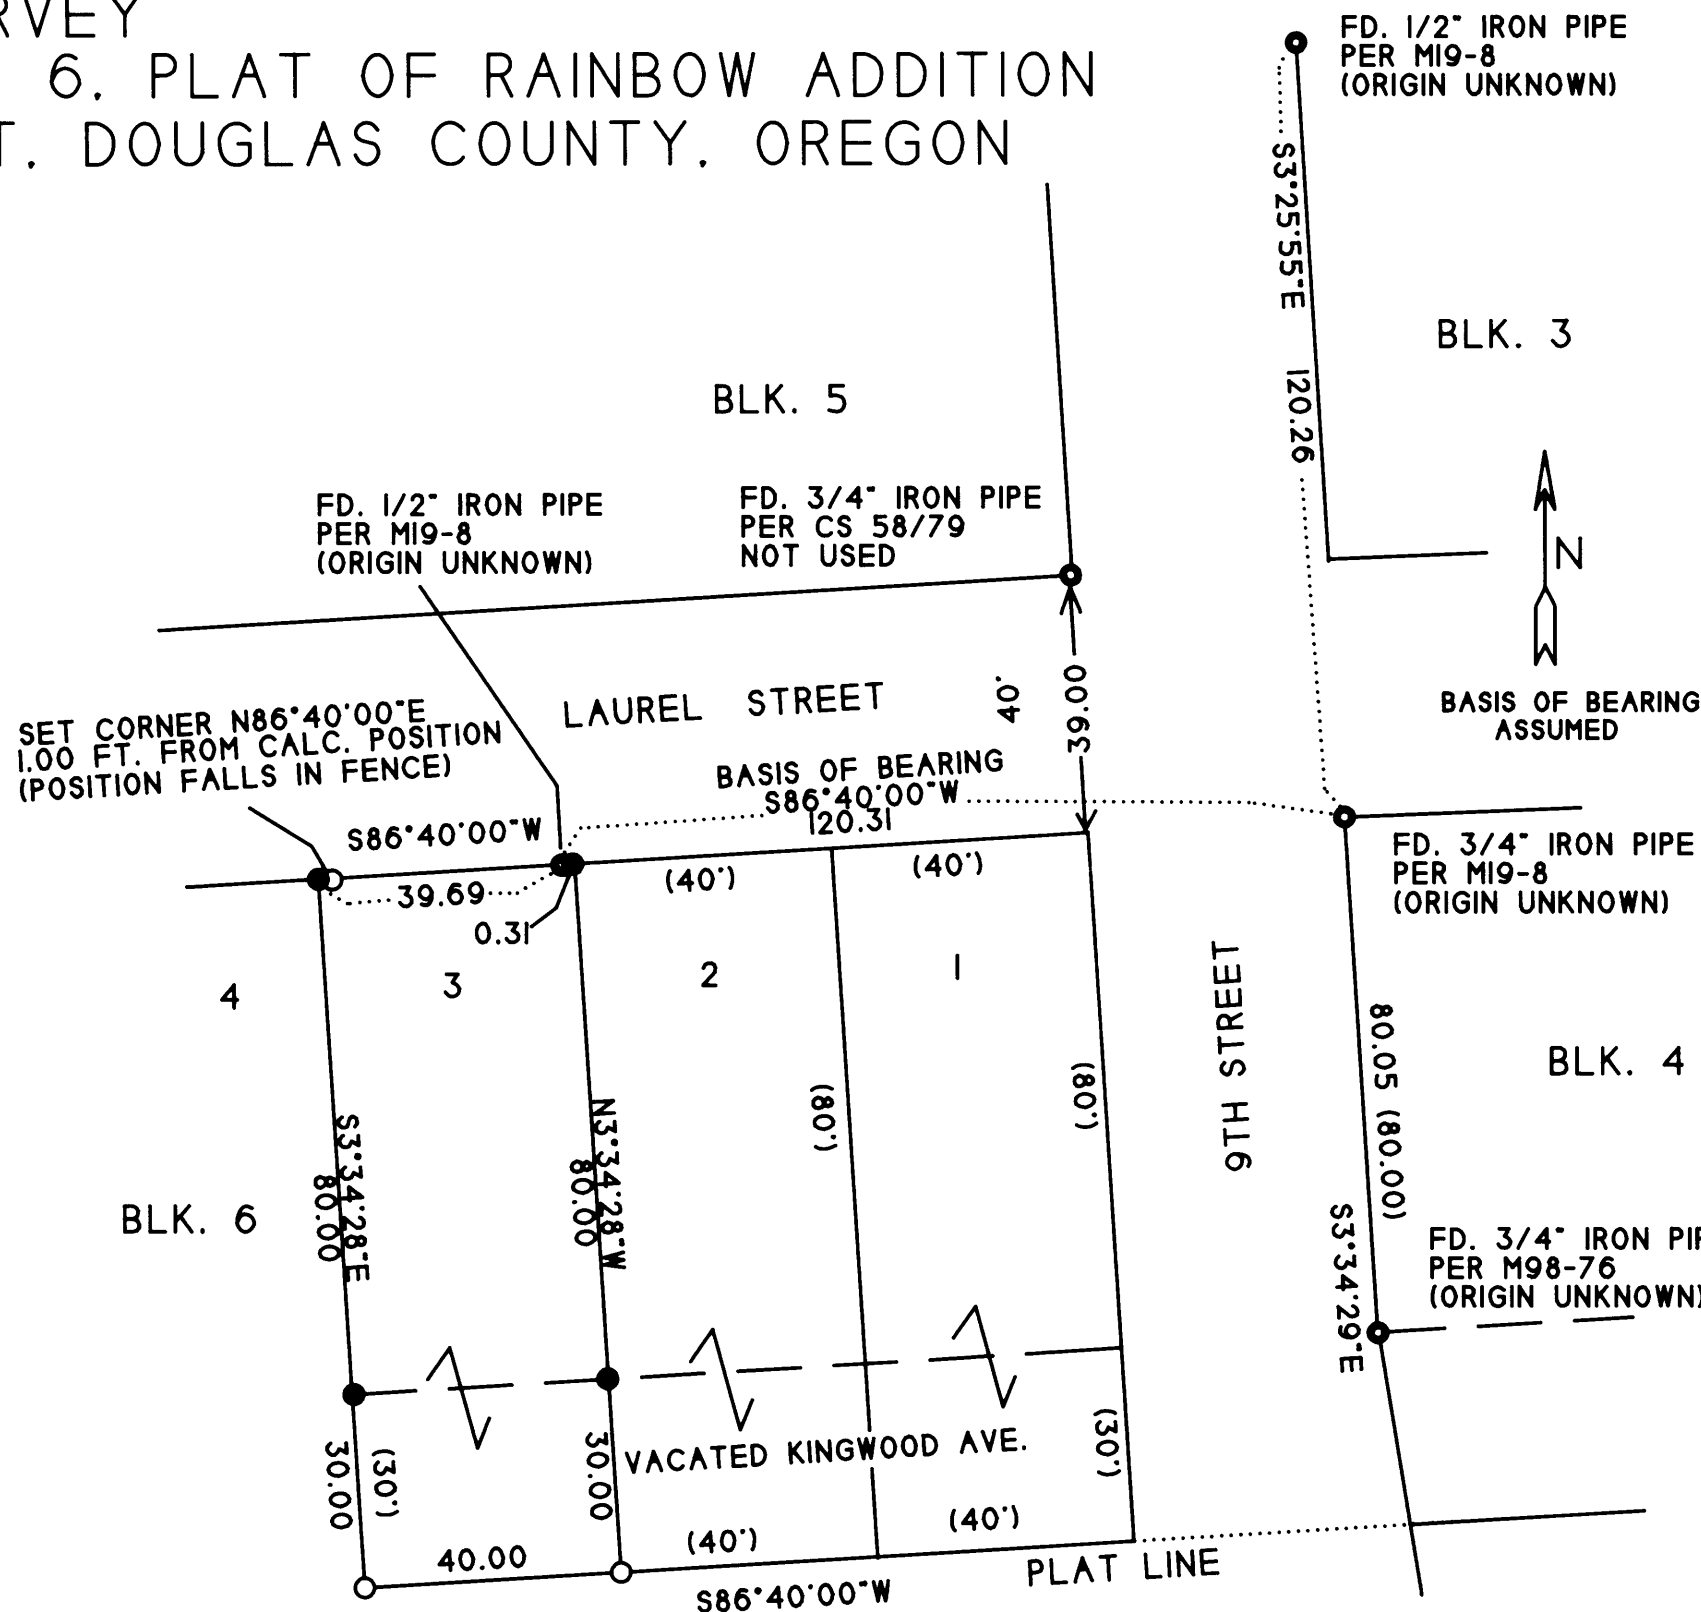 RVEY
6. PLAT OF RAINBOW ADDITION
T. DOUGLAS COUNTY. OREGON
FD. 1/2" IRON PIPE
PER M19-8
(ORIGIN UNKNOWN)
S3°25'55"E 120.26
BLK. 3
BLK. 5
FD. 1/2" IRON PIPE
PER M19-8
(ORIGIN UNKNOWN)
FD. 3/4" IRON PIPE
PER CS 58/79
NOT USED
N
BASIS OF BEARING
ASSUMED
SET CORNER N86°40'00"E
1.00 FT. FROM CALC. POSITION
(POSITION FALLS IN FENCE)
LAUREL STREET
40'
39.00
BASIS OF BEARING
S86°40'00"W
120.31
S86°40'00"W
39.69
0.31
(40')
(40')
FD. 3/4" IRON PIPE
PER M19-8
(ORIGIN UNKNOWN)
4
3
2
1
9TH STREET
80.05 (80.00)
S3°34'29"E
BLK. 4
BLK. 6
S3°34'28"E
80.00
N3°34'28"W
80.00
(80')
(80')
FD. 3/4" IRON PIP
PER M98-76
(ORIGIN UNKNOWN)
VACATED KINGWOOD AVE.
30.00
(30')
30.00
(30')
40.00
(40')
(40')
S86°40'00"W
PLAT LINE